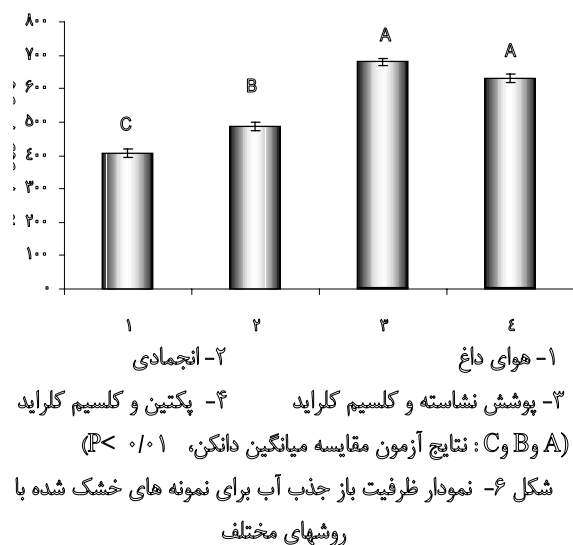 ۸۰۰
۷۰۰
۶۰۰
۵۰۰
۴۰۰
۳۰۰
۲۰۰
۱۰۰
۰
C
B
A
A
۱ ۲ ۳ ٤
۱- هوای داغ ۲- انجمادی
۳- پوشش نشاسته و کلسیم کلراید ۴- پکتین و کلسیم کلراید
(A وB وC : نتایج آزمون مقایسه میانگین دانکن، P< ۰/۰۱)
شکل ۶- نمودار ظرفیت باز جذب آب برای نمونه های خشک شده با
روشهای مختلف